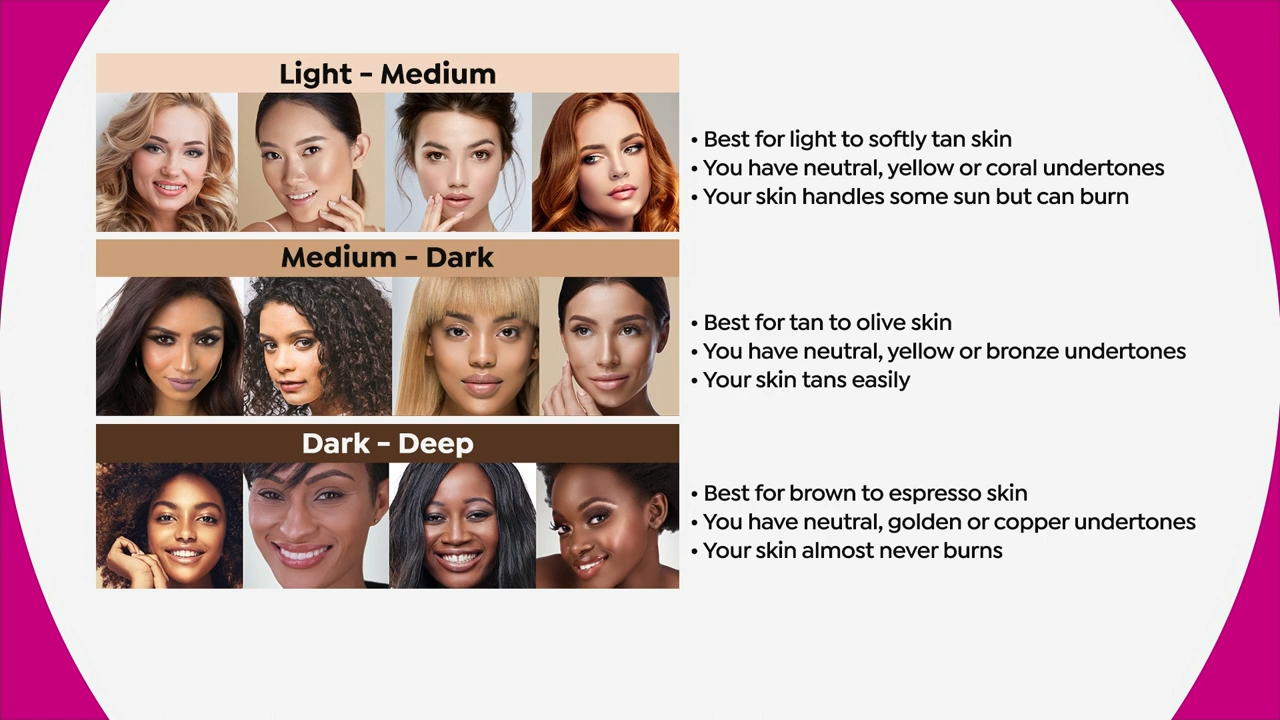 Light - Medium
• Best for light to softly tan skin
• You have neutral, yellow or coral undertones
• Your skin handles some sun but can burn
Medium - Dark
• Best for tan to olive skin
• You have neutral, yellow or bronze undertones
• Your skin tans easily
Dark - Deep
• Best for brown to espresso skin
• You have neutral, golden or copper undertones
• Your skin almost never burns